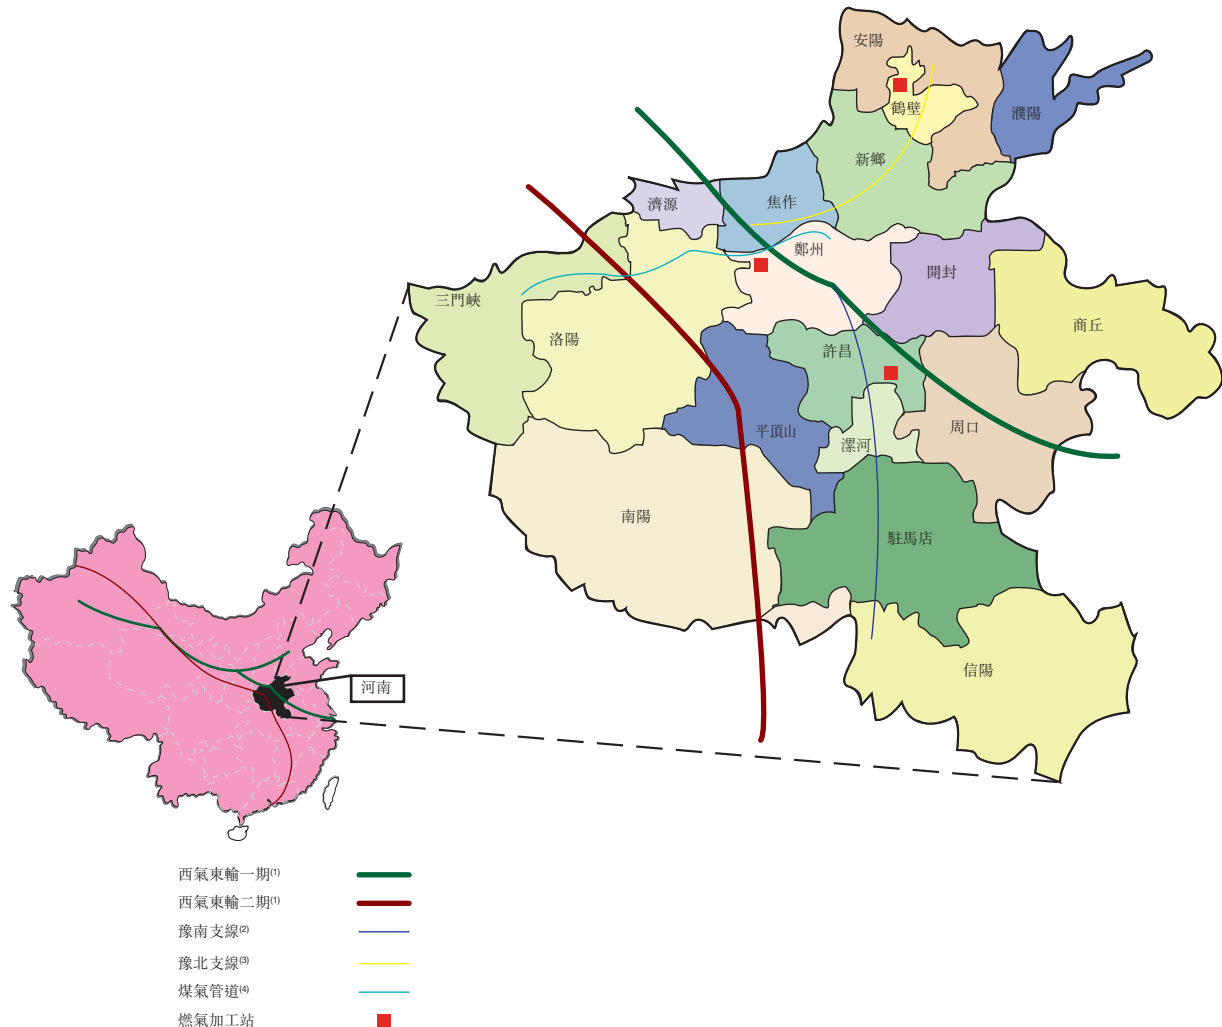 安陽
鶴壁
濮陽
新鄉
焦作
濟源
鄭州
開封
三門峽
洛陽
商丘
許昌
平頂山
漯河
周口
南陽
駐馬店
信陽
河南
西氣東輸一期(1)
西氣東輸二期(1)
豫南支線(2)
豫北支線(3)
煤氣管道(4)
燃氣加工站